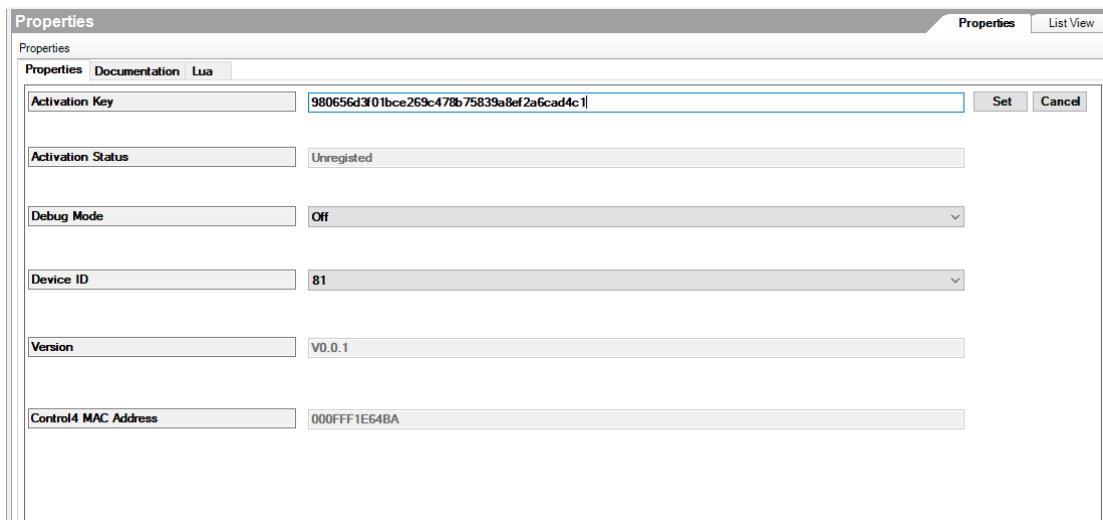 Properties
Properties List View
Properties
Properties Documentation Lua
Activation Key 980656d3f01bce269c478b75839a8ef2a6cad4c1 Set Cancel
Activation Status Unregisted
Debug Mode Off
Device ID 81
Version V0.0.1
Control4 MAC Address 000FFF1E64BA